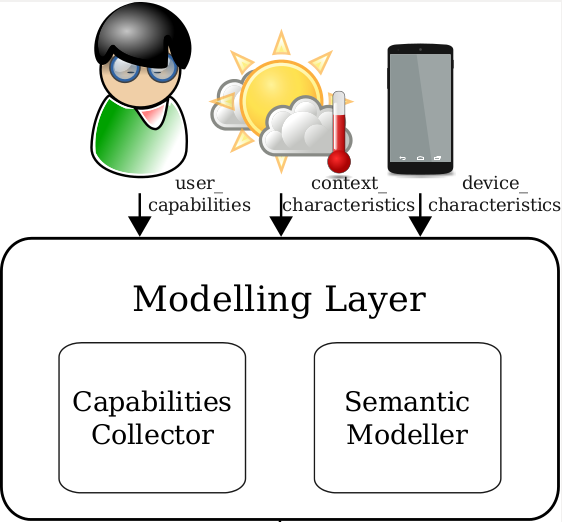 user_
capabilities
context_
characteristics
device_
characteristics
Modelling Layer
Capabilities
Collector
Semantic
Modeller